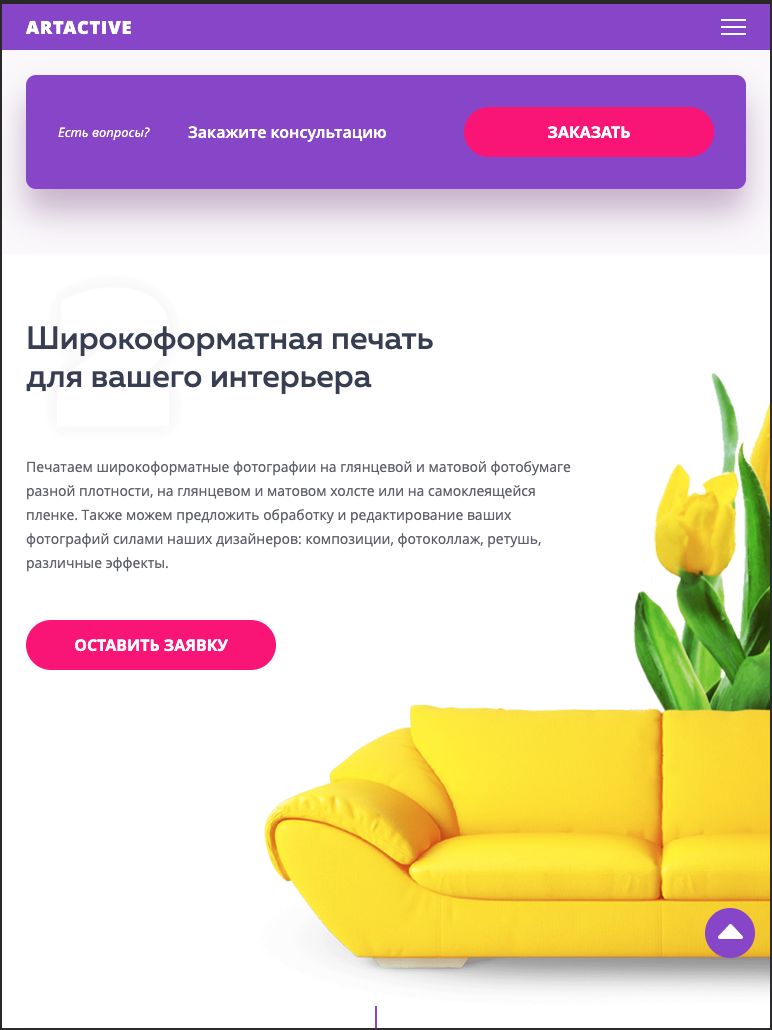 ARTACTIVE
Есть вопросы?
Закажите консультацию
ЗАКАЗАТЬ
2
Широкоформатная печать
для вашего интерьера
Печатаем широкоформатные фотографии на глянцевой и матовой фотобумаге
разной плотности, на глянцевом и матовом холсте или на самоклеящейся
пленке. Также можем предложить обработку и редактирование ваших
фотографий силами наших дизайнеров: композиции, фотоколлаж, ретушь,
различные эффекты.
ОСТАВИТЬ ЗАЯВКУ